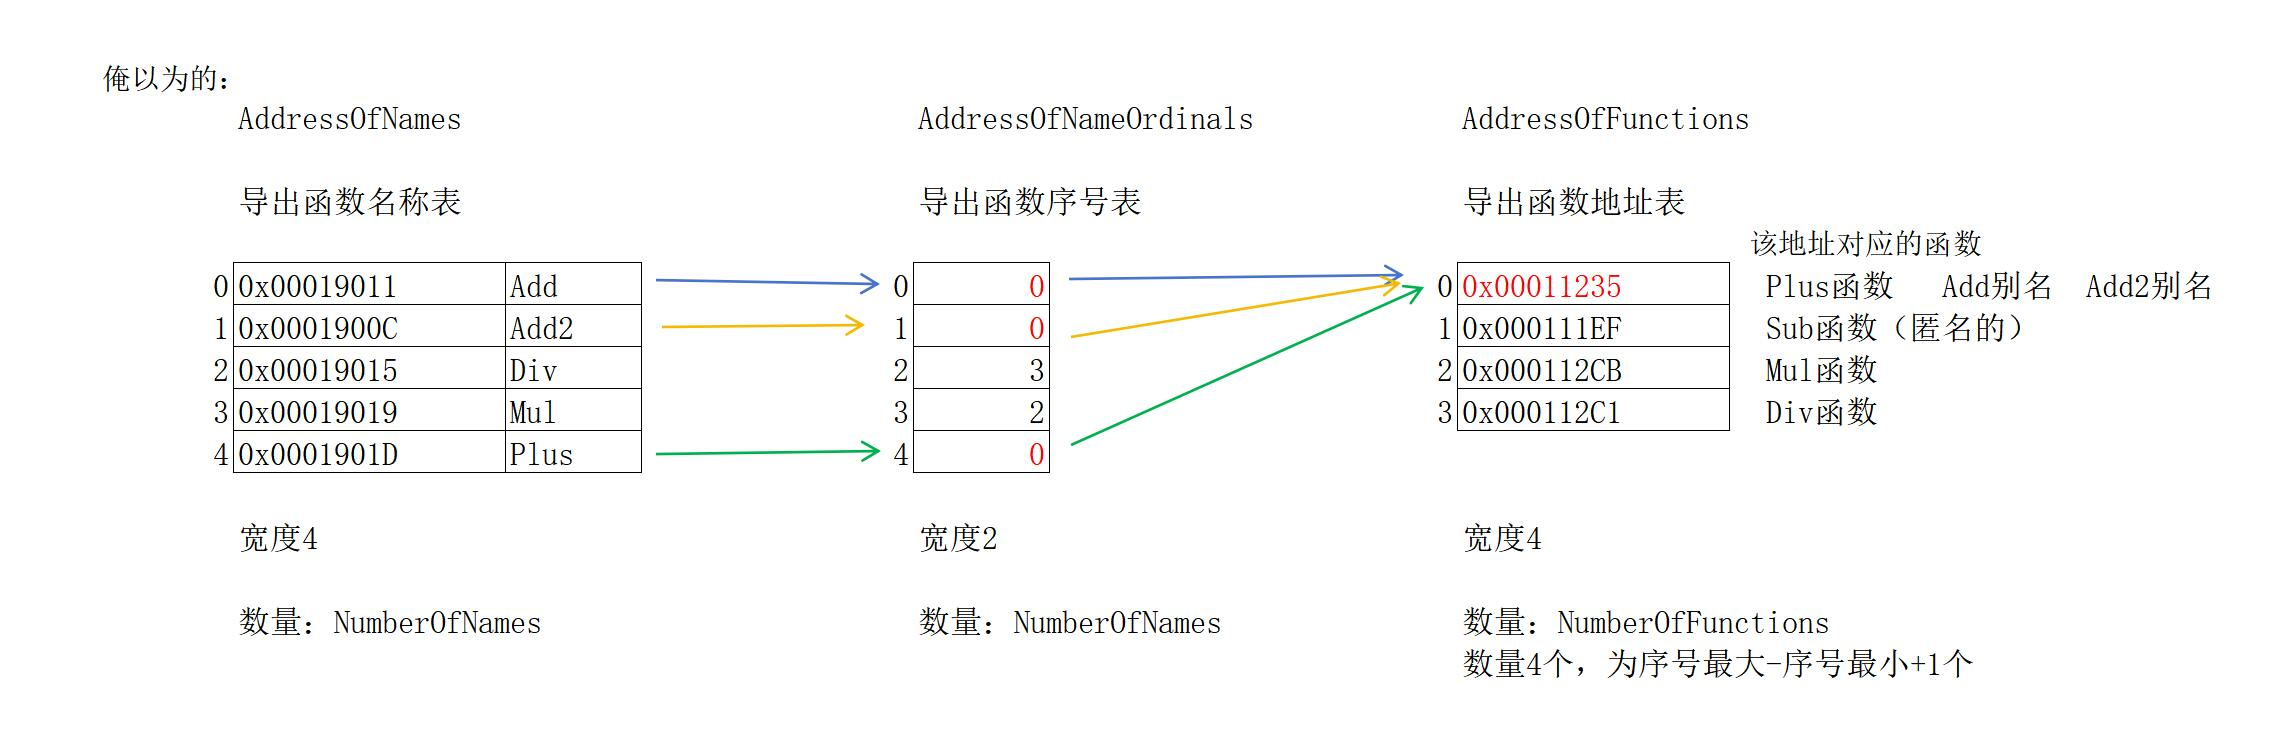 俺以为的：
AddressOfNames AddressOfNameOrdinals AddressOfFunctions
导出函数名称表 导出函数序号表 导出函数地址表
该地址对应的函数
0 0x00019011 Add 0 0 0 0x00011235 Plus函数 Add别名 Add2别名
1 0x0001900C Add2 1 0 1 0x000111EF Sub函数（匿名的）
2 0x00019015 Div 2 3 2 0x000112CB Mul函数
3 0x00019019 Mul 3 2 3 0x000112C1 Div函数
4 0x0001901D Plus 4 0
宽度4 宽度2 宽度4
数量：NumberOfNames 数量：NumberOfNames 数量：NumberOfFunctions
数量4个，为序号最大-序号最小+1个